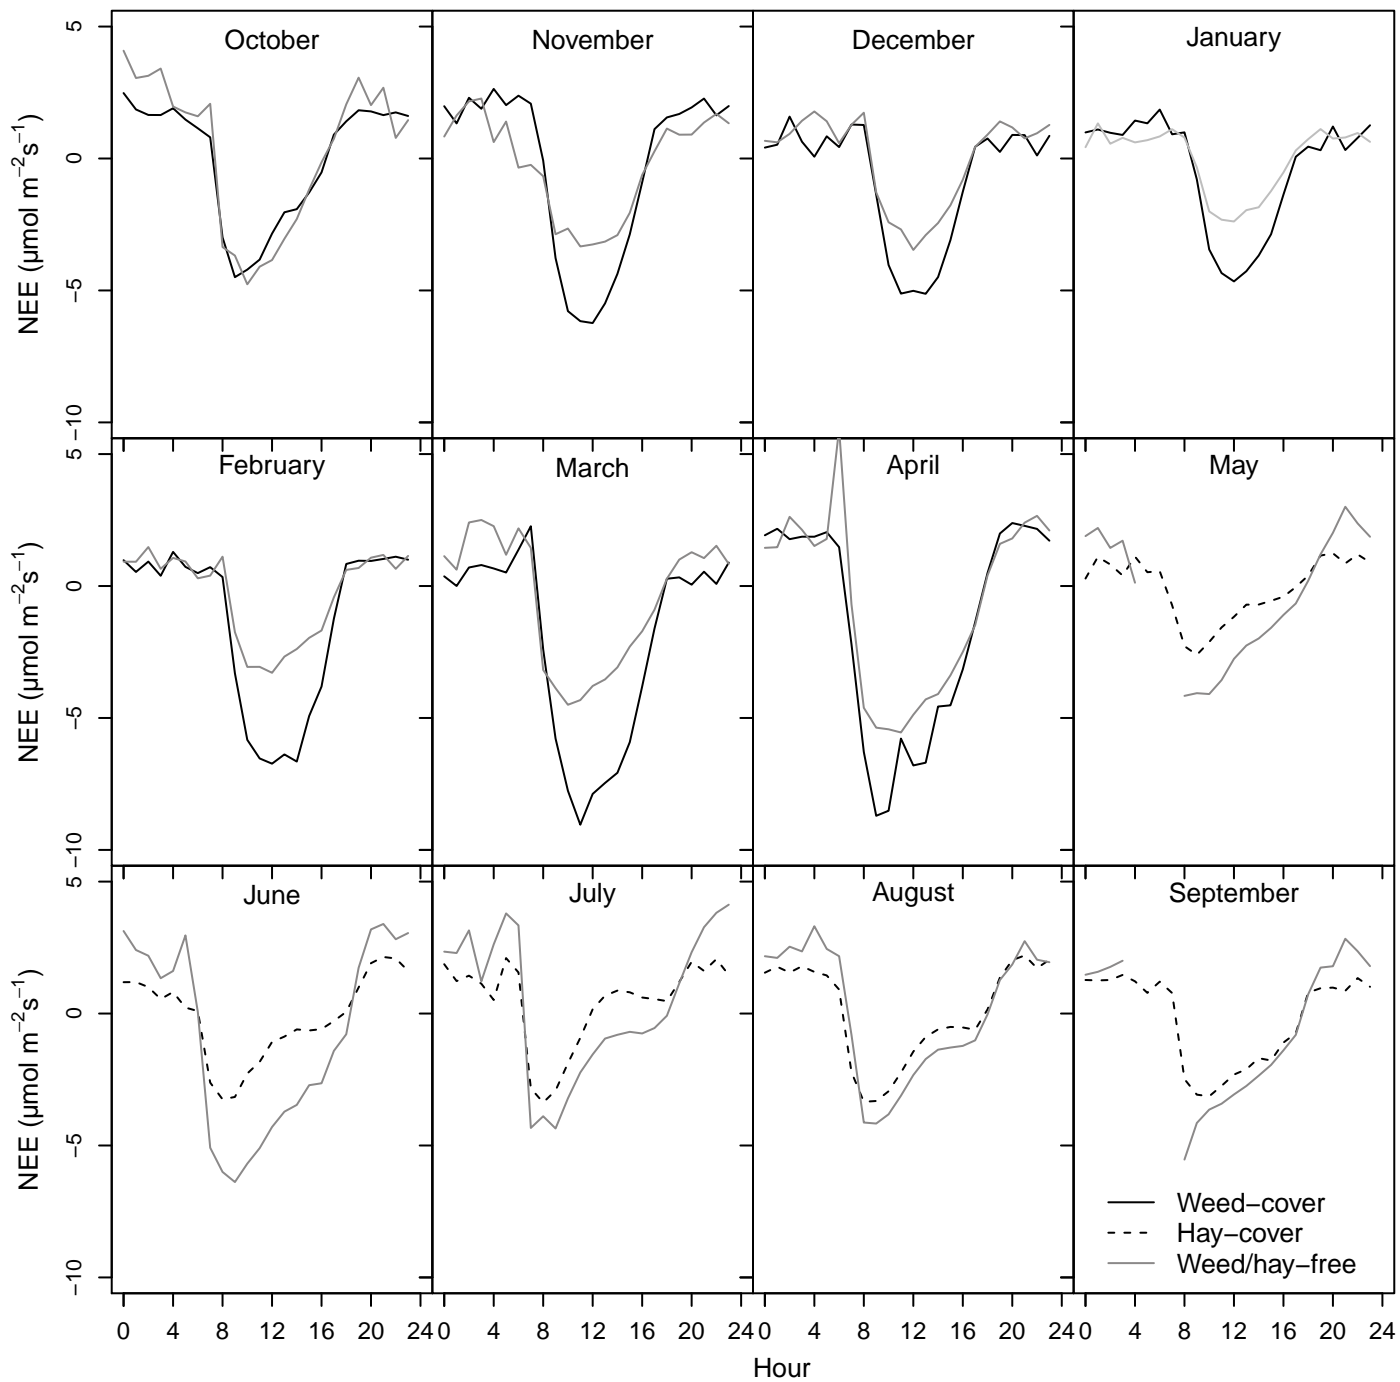 October
November
December
January
5
0
−5
−10
NEE (µmol m−2s−1)
February
March
April
May
5
0
−5
−10
NEE (µmol m−2s−1)
June
July
August
September
5
0
−5
−10
NEE (µmol m−2s−1)
Weed−cover
Hay−cover
Weed/hay−free
0 4 8 12 16 20 24 0 4 8 12 16 20 24 0 4 8 12 16 20 24 0 4 8 12 16 20 24
Hour